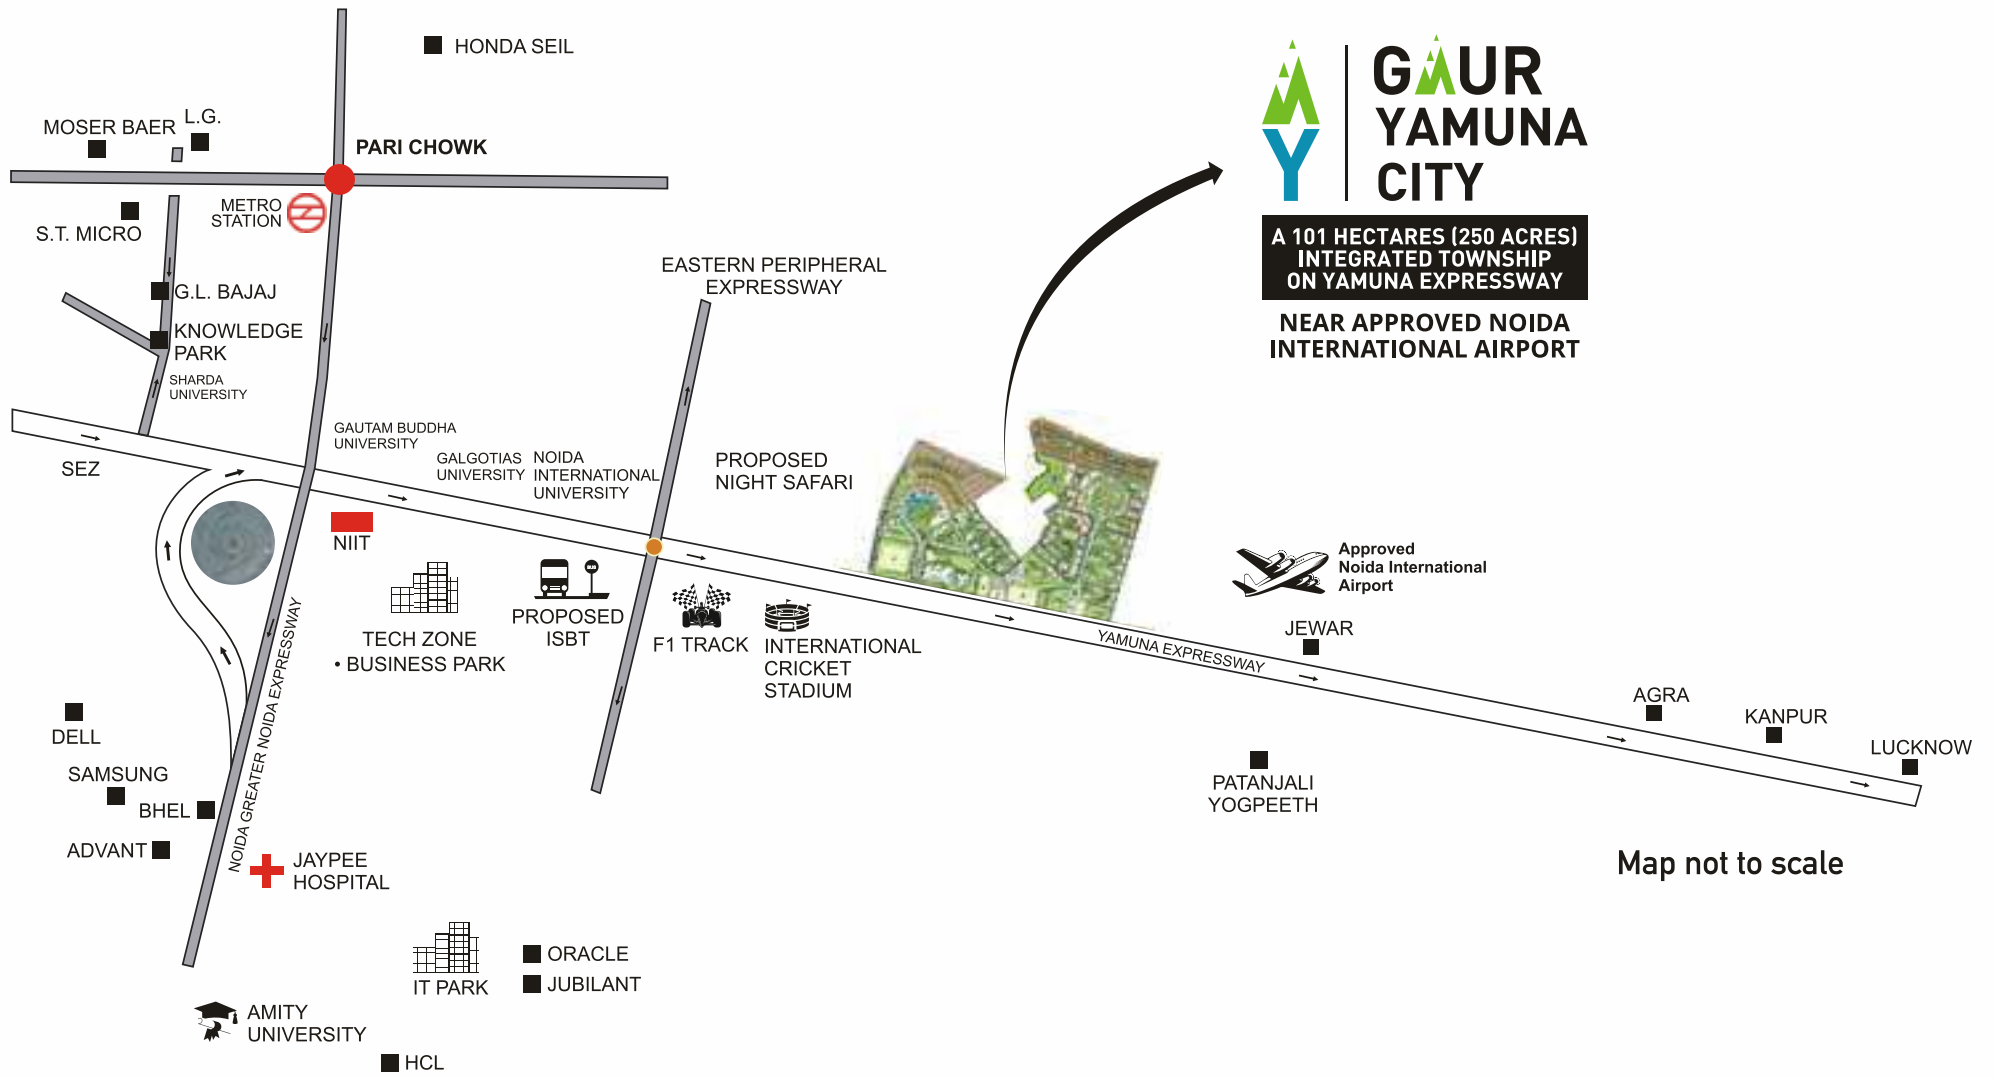 HONDA SEIL
MOSER BAER
L.G.
PARI CHOWK
METRO
STATION
S.T. MICRO
G.L. BAJAJ
KNOWLEDGE
PARK
SHARDA
UNIVERSITY
SEZ
GAUTAM BUDDHA
UNIVERSITY
GALGOTIAS
UNIVERSITY
NOIDA
INTERNATIONAL
UNIVERSITY
EASTERN PERIPHERAL
EXPRESSWAY
PROPOSED
NIGHT SAFARI
GAUR
YAMUNA
CITY
A 101 HECTARES (250 ACRES)
INTEGRATED TOWNSHIP
ON YAMUNA EXPRESSWAY
NEAR APPROVED NOIDA
INTERNATIONAL AIRPORT
NIIT
TECH ZONE
• BUSINESS PARK
BUS
PROPOSED
ISBT
F1 TRACK
INTERNATIONAL
CRICKET
STADIUM
YAMUNA EXPRESSWAY
Approved
Noida International
Airport
JEWAR
AGRA
KANPUR
LUCKNOW
PATANJALI
YOGPEETH
NOIDA GREATER NOIDA EXPRESSWAY
DELL
SAMSUNG
BHEL
ADVANT
JAYPEE
HOSPITAL
IT PARK
ORACLE
JUBILANT
AMITY
UNIVERSITY
HCL
Map not to scale